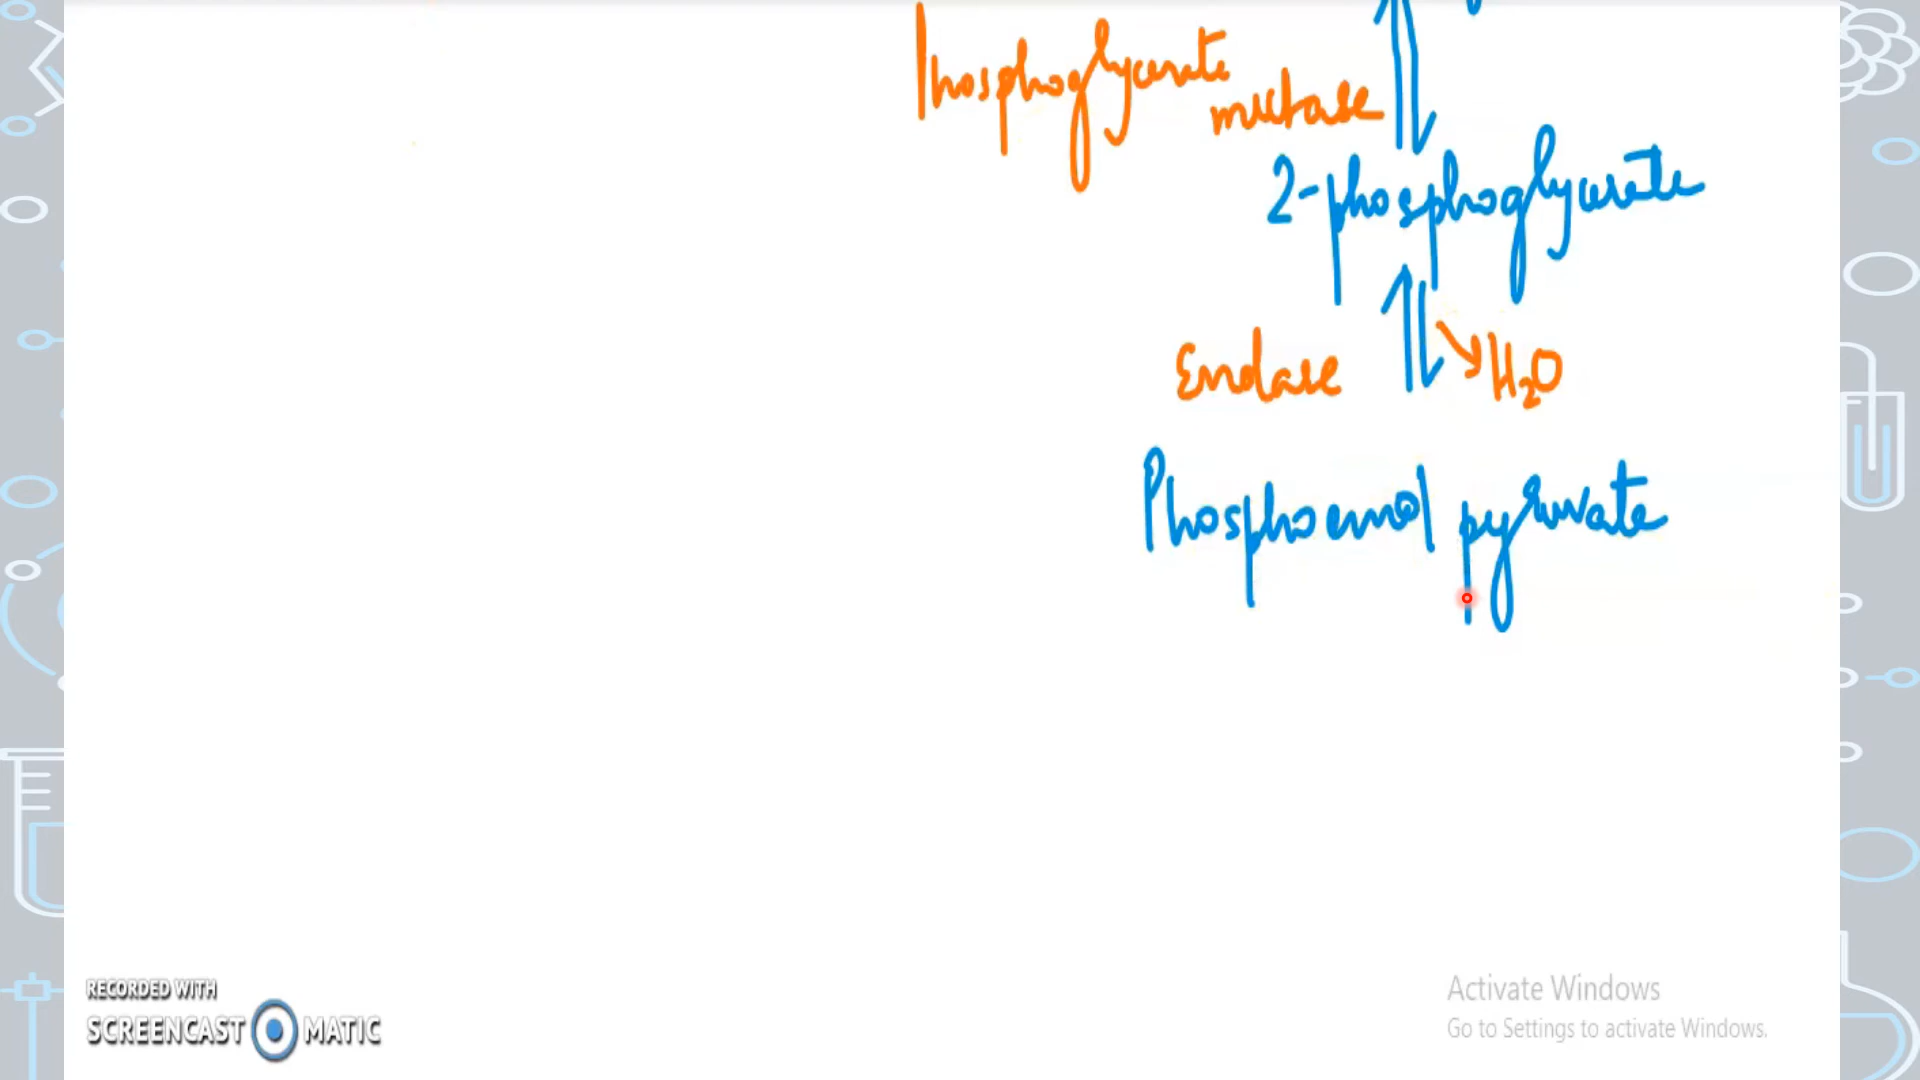 Phosphoglycerate
mutase
2-phosphoglycerate
Enolase
H₂O
Phosphoenol pyruvate
RECORDED WITH
SCREENCAST MATIC
Activate Windows
Go to Settings to activate Windows.